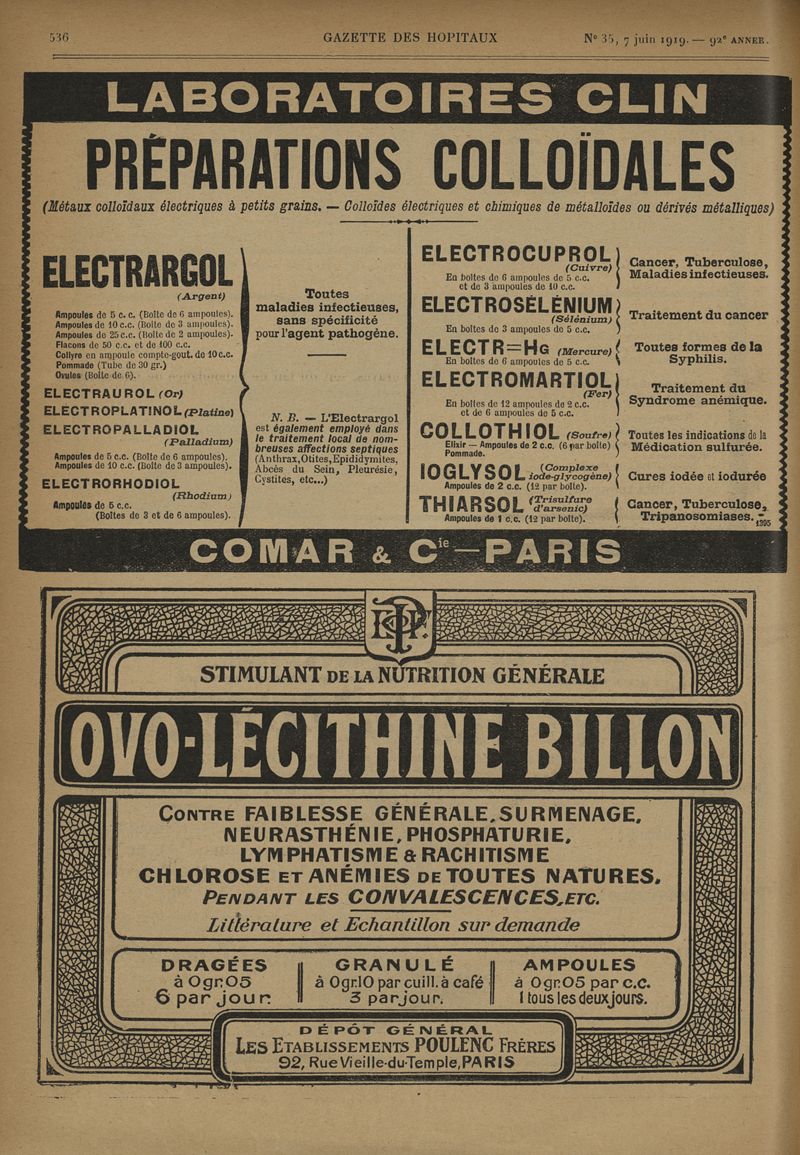 536
GAZETTE DES HOPITAUX
N° 35, 7 juin 1919. — 92e ANNÉE.
LABORATOIRES CLIN
PRÉPARATIONS COLLOÏDALES
(Métaux colloïdaux électriques à petits grains. — Colloïdes électriques et chimiques de métalloïdes ou dérivés métalliques)
ELECTRARGOL
(Argent)
Ampoules de 5 c. c. (Boîte de 6 ampoules).
Ampoules de 10 c.c. (Boîte de 3 ampoules).
Ampoules de 25 c.c. (Boîte de 2 ampoules).
Flacons de 50 c.c. et de 100 c.c.
Collyre en ampoule compte-gout. de 10 c.c.
Pommade (Tube de 30 gr.)
Ovules (Boîte de 6).
ELECTRAUROL (Or)
ELECTROPLATINOL (Platine)
ELECTROPALLADIOL
(Palladium)
Ampoules de 5 c.c. (Boîte de 6 ampoules).
Ampoules de 10 c.c. (Boîte de 3 ampoules).
ELECTRORHODIOL
(Rhodium)
Ampoules de 5 c.c.
(Boîtes de 3 et de 6 ampoules).
Toutes
maladies infectieuses,
sans spécificité
pour l'agent pathogène.
N. B. — L'Electrargol
est également employé dans
le traitement local de nom-
breuses affections septiques
(Anthrax, Otites, Epididymites,
Abcès du Sein, Pleurésie,
Cystites, etc...)
ELECTROCUPROL
(Cuivre)
En boîtes de 6 ampoules de 5 c.c.
et de 3 ampoules de 10 c.c.
Cancer, Tuberculose,
Maladies infectieuses.
ELECTROSÉLÉNIUM
(Sélénium)
En boîtes de 3 ampoules de 5 c.c.
Traitement du cancer
ELECTR=HG (Mercure)
En boîtes de 6 ampoules de 5 c.c.
Toutes formes de la
Syphilis.
ELECTROMARTIOL
(Fer)
En boîtes de 12 ampoules de 2 c.c.
et de 6 ampoules de 5 c.c.
Traitement du
Syndrome anémique.
COLLOTHIOL (Soufre)
Elixir — Ampoules de 2 c.c. (6 par boîte)
Pommade.
Toutes les indications de la
Médication sulfurée.
IOGLYSOL (Complexe
iode-glycogène)
Ampoules de 2 c.c. (12 par boîte).
Cures iodée et iodurée
THIARSOL (Trisulfure
d'arsenic)
Ampoules de 1 c.c. (12 par boîte).
Cancer, Tuberculose,
Tripanosomiases. -
1395
COMAR & Cie—PARIS
STIMULANT DE LA NUTRITION GÉNÉRALE
OVO-LÉCITHINE BILLON
CONTRE FAIBLESSE GÉNÉRALE, SURMENAGE,
NEURASTHÉNIE, PHOSPHATURIE,
LYMPHATISME & RACHITISME
CHLOROSE ET ANÉMIES DE TOUTES NATURES.
PENDANT LES CONVALESCENCES, ETC.
Littérature et Echantillon sur demande
DRAGÉES
à 0gr.05
6 par jour
GRANULÉ
à 0gr.10 par cuill. à café
3 par jour.
AMPOULES
à 0gr.05 par c.c.
1 tous les deux jours.
DÉPÔT GÉNÉRAL
LES ETABLISSEMENTS POULENC FRÈRES
92, Rue Vieille-du-Temple, PARIS